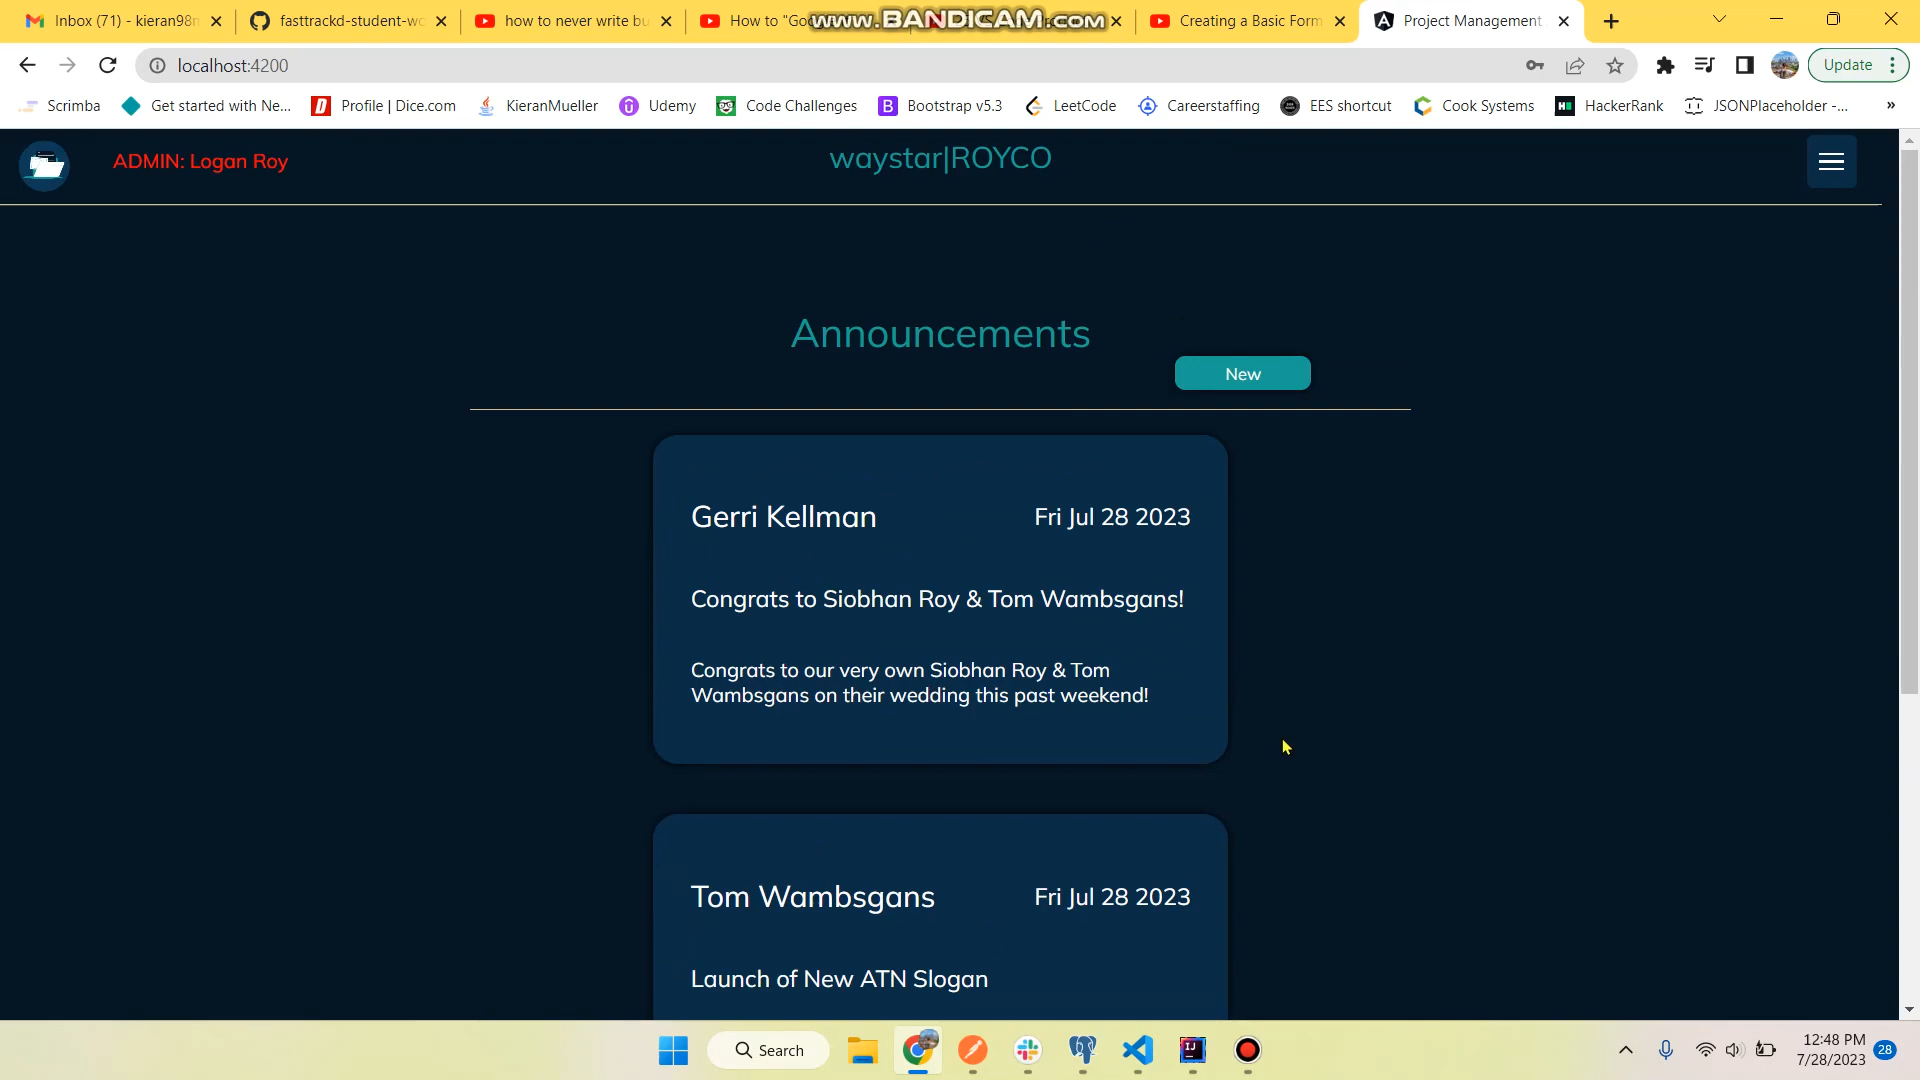 Inbox (71) - kieran98m
fasttrackd-student-wo
how to never write bu
How to "Go
www.BANDICAM.com
Creating a Basic Form
Project Management
localhost:4200
Update
Scrimba
Get started with Ne...
Profile | Dice.com
KieranMueller
Udemy
Code Challenges
Bootstrap v5.3
LeetCode
Careerstaffing
EES shortcut
Cook Systems
HackerRank
JSONPlaceholder -...
»
ADMIN: Logan Roy
waystar|ROYCO
Announcements
New
Gerri Kellman
Fri Jul 28 2023
Congrats to Siobhan Roy & Tom Wambsgans!
Congrats to our very own Siobhan Roy & Tom
Wambsgans on their wedding this past weekend!
Tom Wambsgans
Fri Jul 28 2023
Launch of New ATN Slogan
Search
12:48 PM
7/28/2023
28